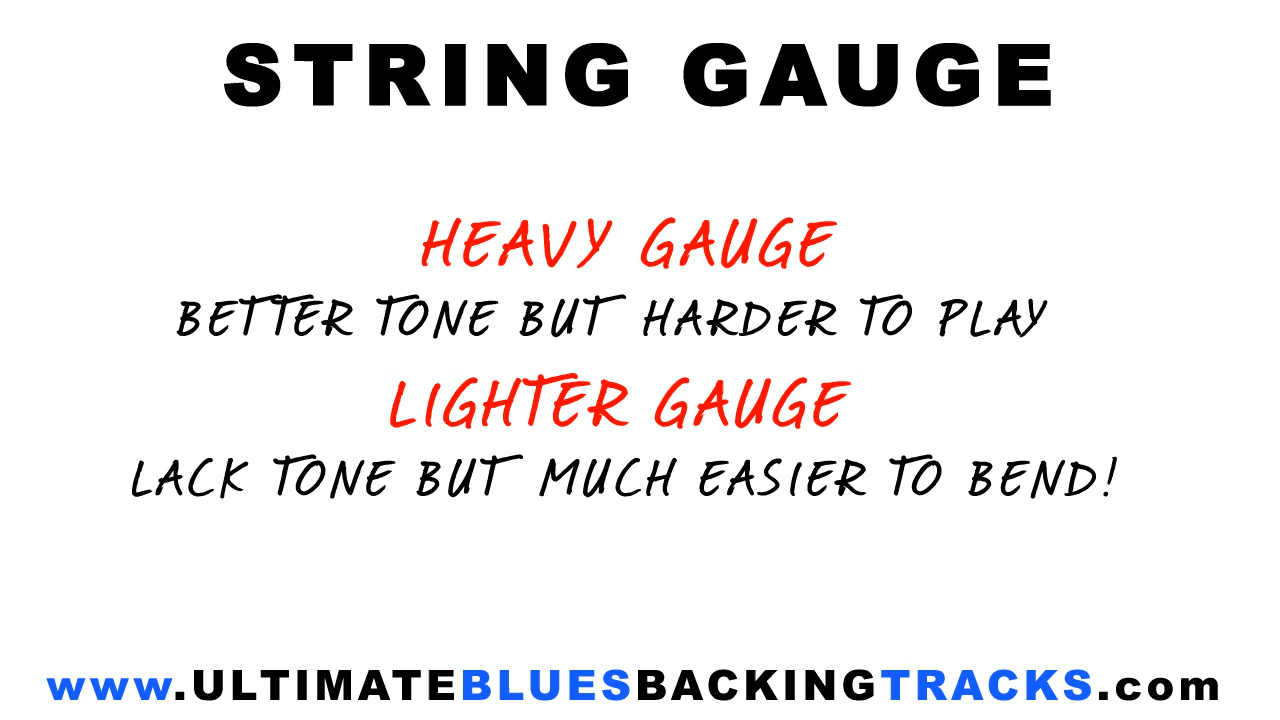 STRING GAUGE
HEAVY GAUGE
BETTER TONE BUT HARDER TO PLAY
LIGHTER GAUGE
LACK TONE BUT MUCH EASIER TO BEND!
www.ULTIMATEBLUESBACKINGTRACKS.com